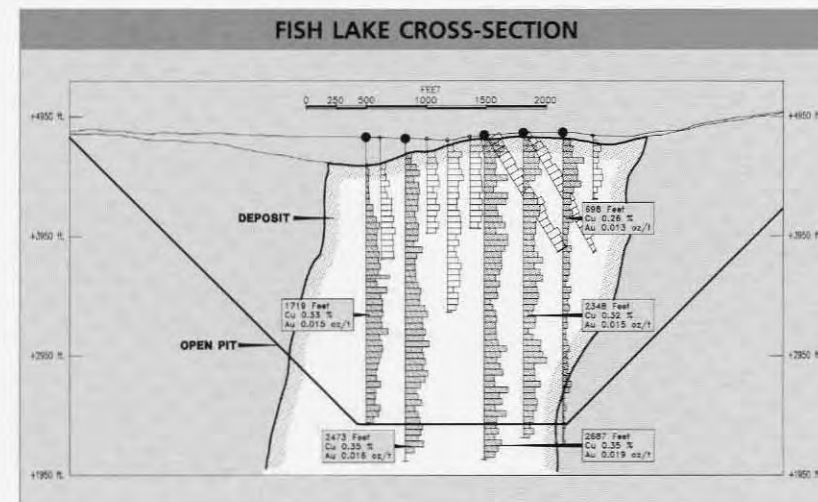 FISH LAKE CROSS-SECTION
FEET
0 250 500 1000 1500 2000
+4950 ft.
+4950 ft.
DEPOSIT
698 Feet
Cu 0.26 %
Au 0.013 oz/t
+3950 ft.
+3950 ft.
1719 Feet
Cu 0.33 %
Au 0.015 oz/t
2348 Feet
Cu 0.32 %
Au 0.015 oz/t
OPEN PIT
+2950 ft.
+2950 ft.
2473 Feet
Cu 0.35 %
Au 0.016 oz/t
2687 Feet
Cu 0.35 %
Au 0.019 oz/t
+1950 ft.
+1950 ft.